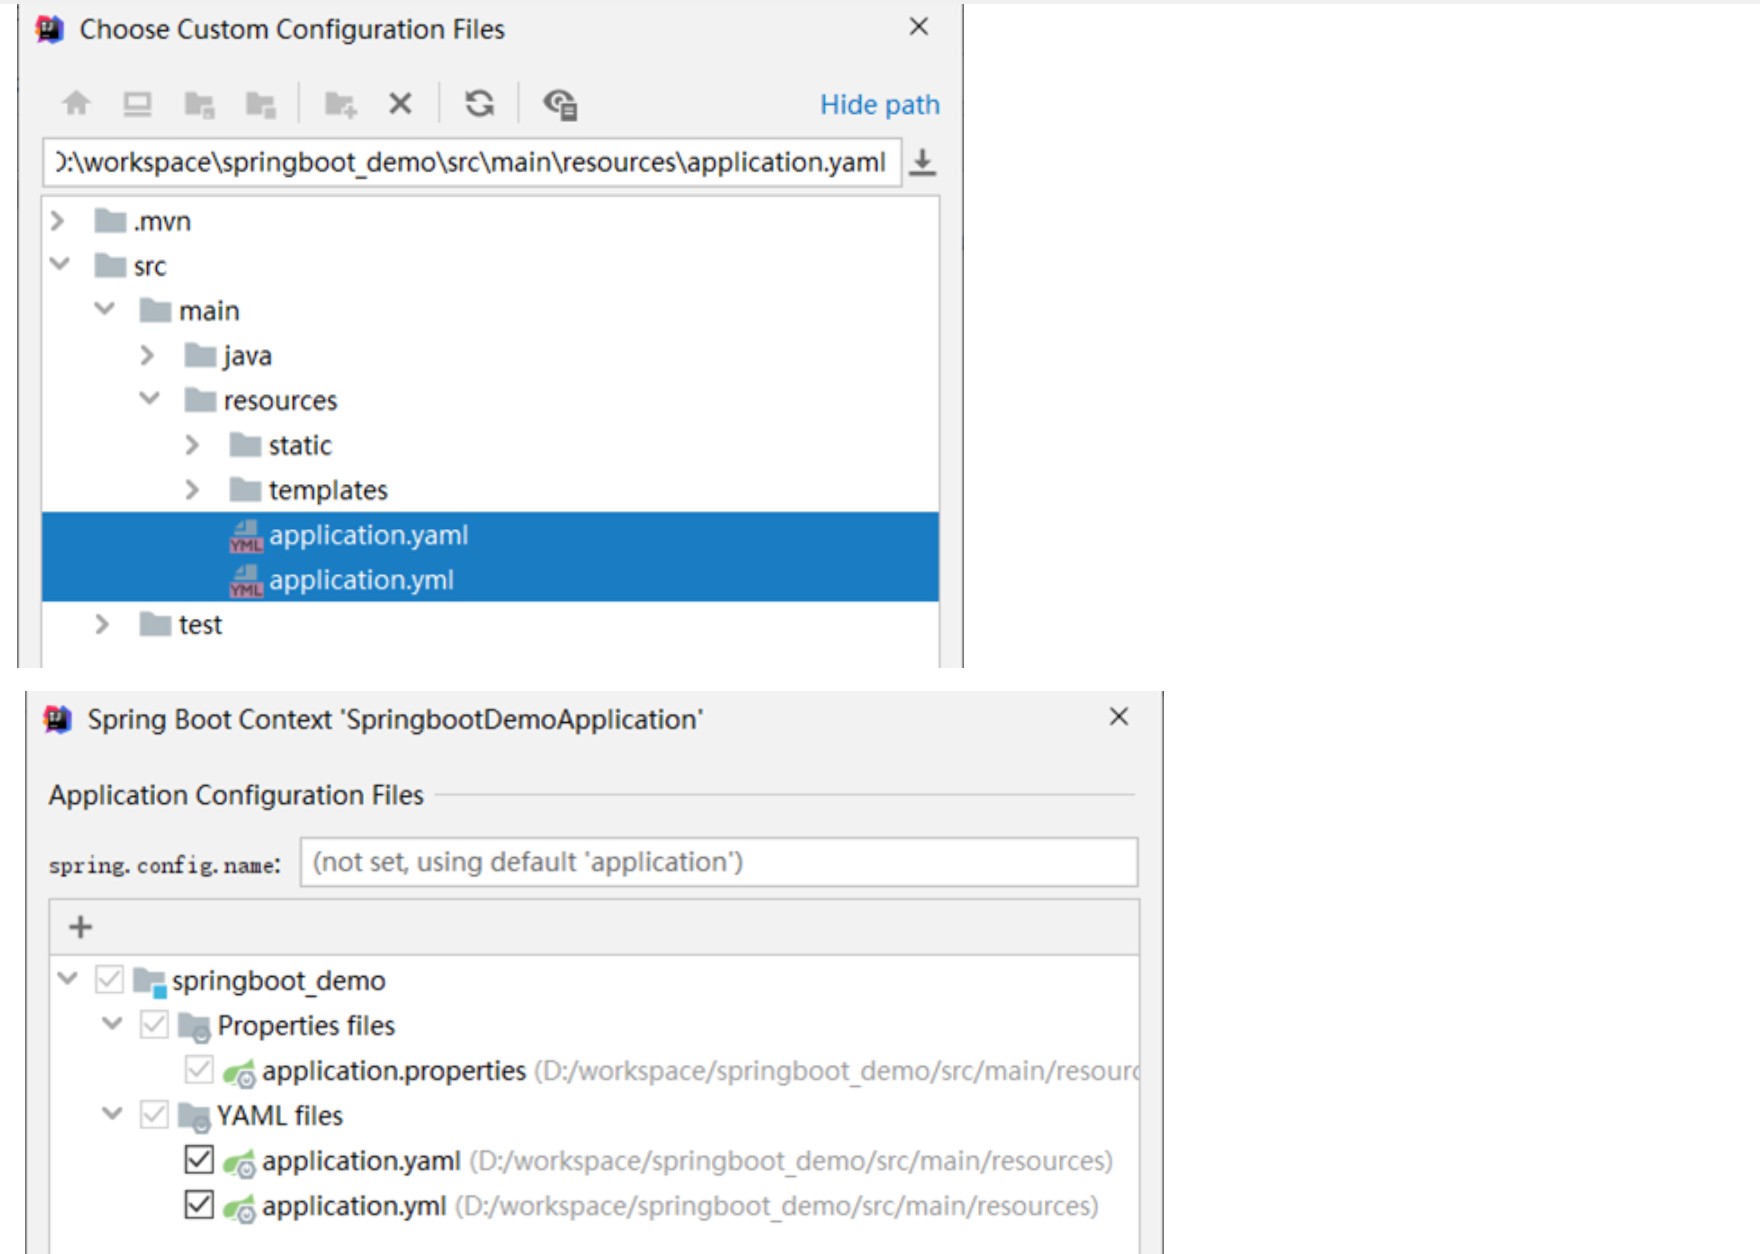 Choose Custom Configuration Files
Hide path
D:\workspace\springboot_demo\src\main\resources\application.yaml
.mvn
src
main
java
resources
static
templates
YML application.yaml
YML application.yml
test
Spring Boot Context 'SpringbootDemoApplication'
Application Configuration Files
spring.config.name: (not set, using default 'application')
springboot_demo
Properties files
application.properties (D:/workspace/springboot_demo/src/main/resourc
YAML files
application.yaml (D:/workspace/springboot_demo/src/main/resources)
application.yml (D:/workspace/springboot_demo/src/main/resources)